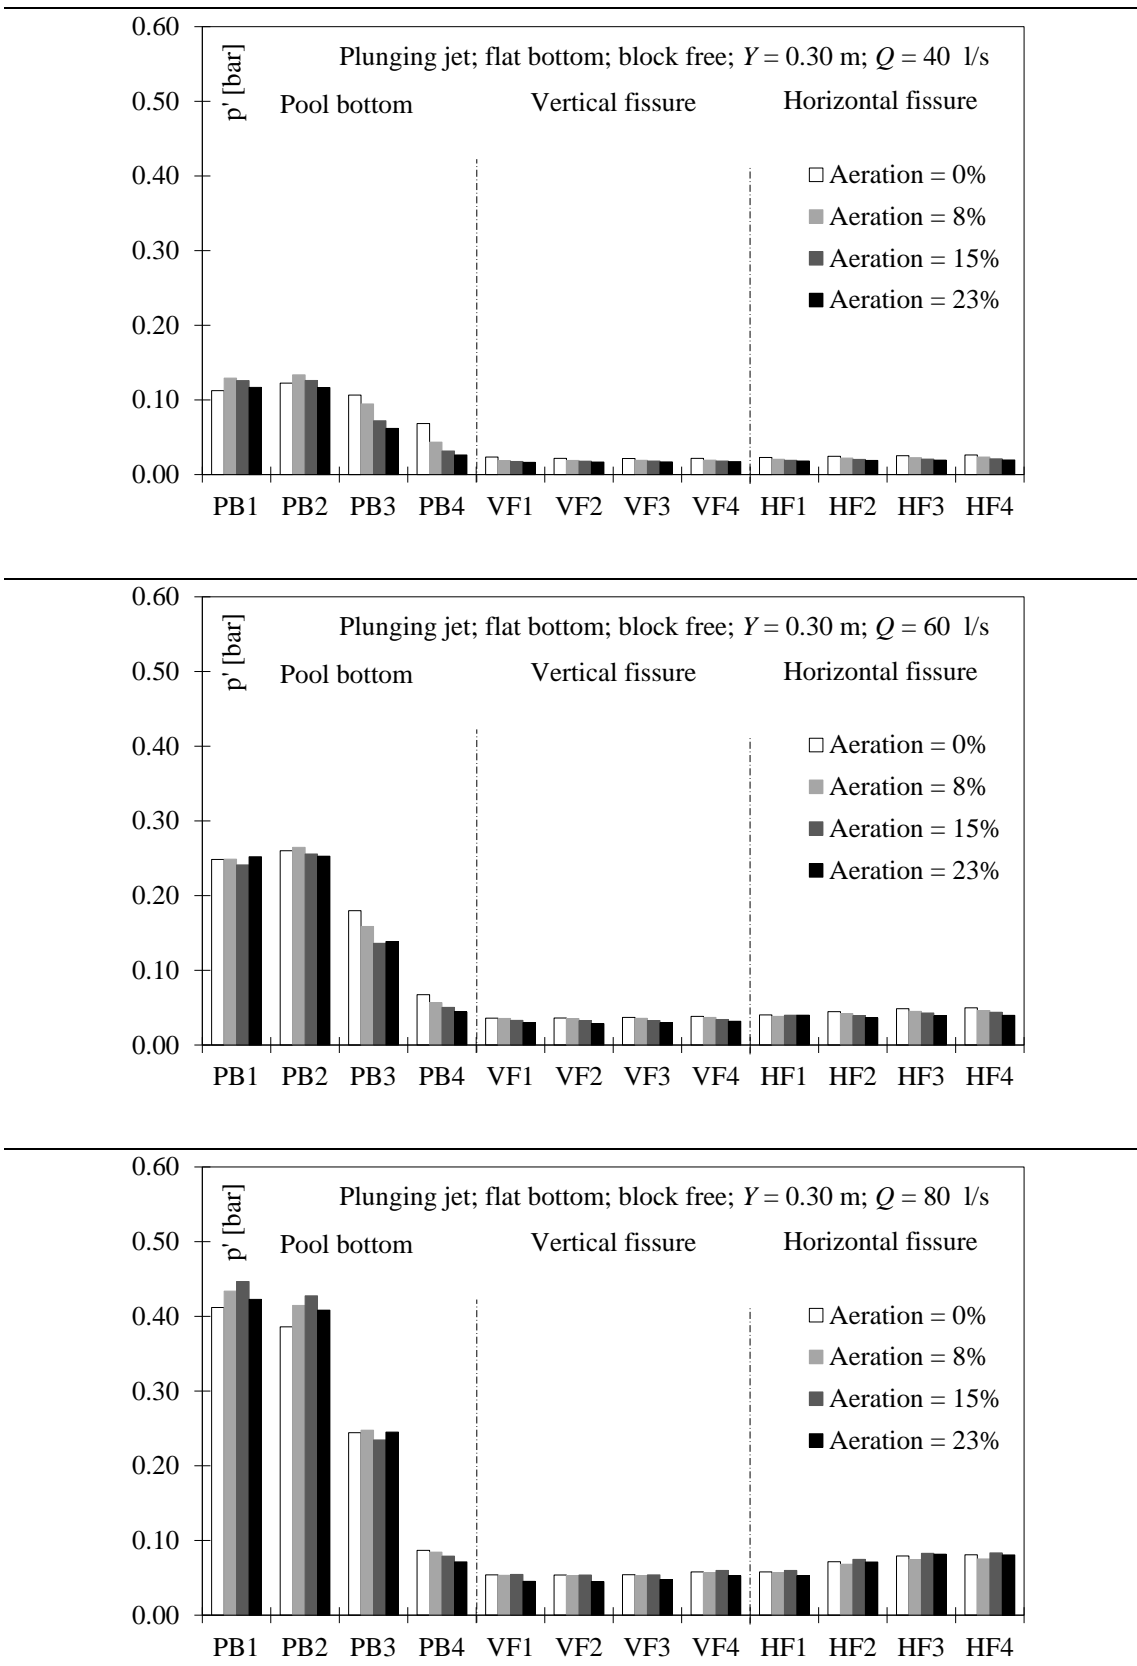 0.60
p' [bar]
Plunging jet; flat bottom; block free; Y = 0.30 m; Q = 40 l/s
0.50
Pool bottom
Vertical fissure
Horizontal fissure
0.40
Aeration = 0%
Aeration = 8%
0.30
Aeration = 15%
Aeration = 23%
0.20
0.10
0.00
PB1 PB2 PB3 PB4 VF1 VF2 VF3 VF4 HF1 HF2 HF3 HF4
0.60
p' [bar]
Plunging jet; flat bottom; block free; Y = 0.30 m; Q = 60 l/s
0.50
Pool bottom
Vertical fissure
Horizontal fissure
0.40
Aeration = 0%
Aeration = 8%
0.30
Aeration = 15%
Aeration = 23%
0.20
0.10
0.00
PB1 PB2 PB3 PB4 VF1 VF2 VF3 VF4 HF1 HF2 HF3 HF4
0.60
p' [bar]
Plunging jet; flat bottom; block free; Y = 0.30 m; Q = 80 l/s
0.50
Pool bottom
Vertical fissure
Horizontal fissure
0.40
Aeration = 0%
Aeration = 8%
0.30
Aeration = 15%
Aeration = 23%
0.20
0.10
0.00
PB1 PB2 PB3 PB4 VF1 VF2 VF3 VF4 HF1 HF2 HF3 HF4